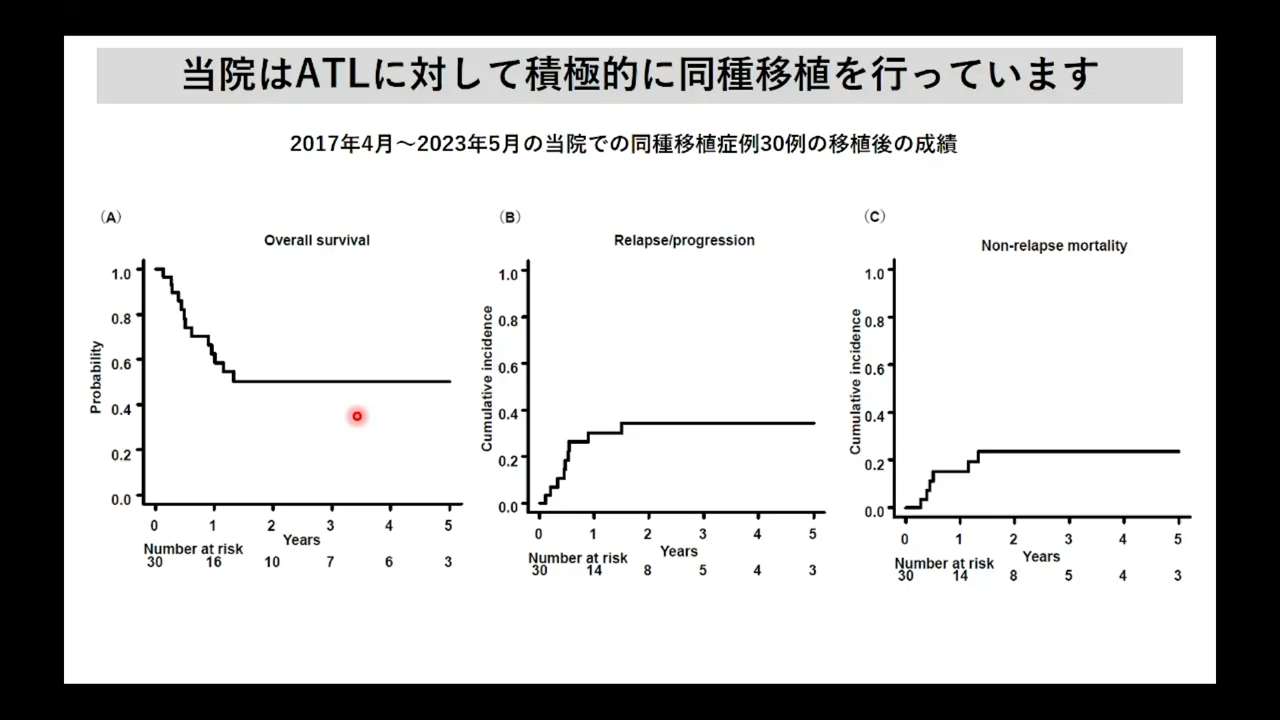 当院はATLに対して積極的に同種移植を行っています
2017年4月～2023年5月の当院での同種移植症例30例の移植後の成績
（A）
Overall survival
Probability
1.0
0.8
0.6
0.4
0.2
0.0
0 1 2 3 4 5
Years
Number at risk
30 16 10 7 6 3
（B）
Relapse/progression
Cumulative incidence
1.0
0.8
0.6
0.4
0.2
0.0
0 1 2 3 4 5
Years
Number at risk
30 14 8 5 4 3
（C）
Non-relapse mortality
Cumulative incidence
1.0
0.8
0.6
0.4
0.2
0.0
0 1 2 3 4 5
Years
Number at risk
30 14 8 5 4 3